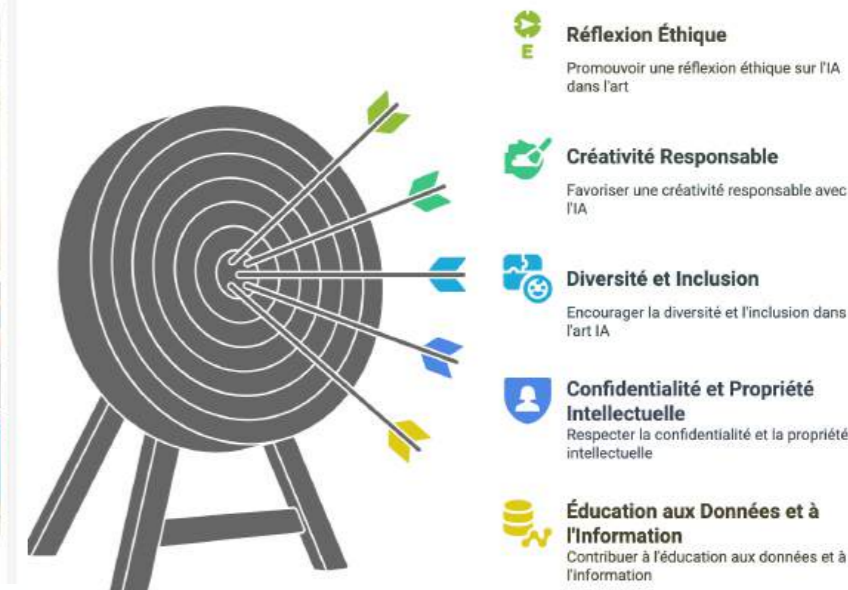 E
Réflexion Éthique
Promouvoir une réflexion éthique sur l'IA
dans l'art
Créativité Responsable
Favoriser une créativité responsable avec
l'IA
Diversité et Inclusion
Encourager la diversité et l'inclusion dans
l'art IA
Confidentialité et Propriété
Intellectuelle
Respecter la confidentialité et la propriété
intellectuelle
Éducation aux Données et à
l'Information
Contribuer à l'éducation aux données et à
l'information